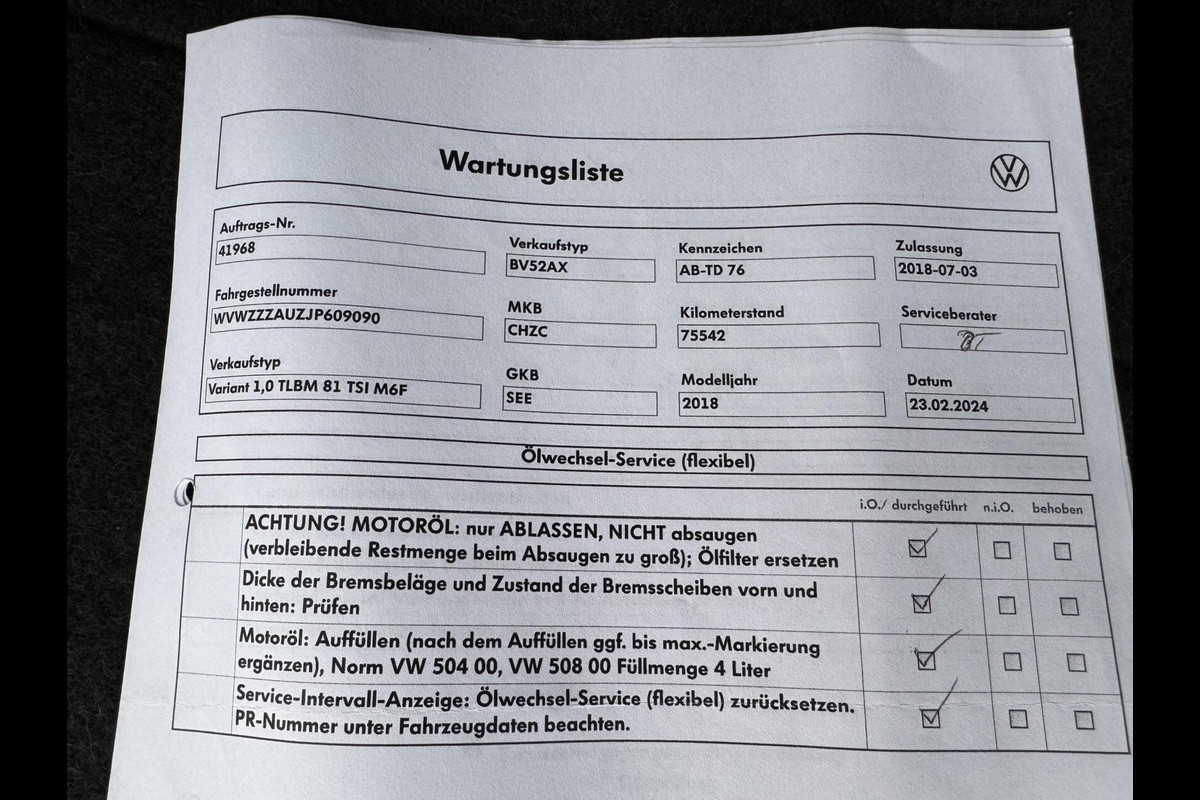 Wartungsliste
Auftrags-Nr.
41968
Verkaufstyp
BV52AX
Kennzeichen
AB-TD 76
Zulassung
2018-07-03
Fahrgestellnummer
WVWZZZAUZJP609090
MKB
CHZC
Kilometerstand
75542
Serviceberater
Verkaufstyp
Variant 1,0 TLBM 81 TSI M6F
GKB
SEE
Modelljahr
2018
Datum
23.02.2024
Ölwechsel-Service (flexibel)
i.O./ durchgeführt n.i.O. behoben
ACHTUNG! MOTORÖL: nur ABLASSEN, NICHT absaugen
(verbleibende Restmenge beim Absaugen zu groß); Ölfilter ersetzen
Dicke der Bremsbeläge und Zustand der Bremsscheiben vorn und
hinten: Prüfen
Motoröl: Auffüllen (nach dem Auffüllen ggf. bis max.-Markierung
ergänzen), Norm VW 504 00, VW 508 00 Füllmenge 4 Liter
Service-Intervall-Anzeige: Ölwechsel-Service (flexibel) zurücksetzen.
PR-Nummer unter Fahrzeugdaten beachten.